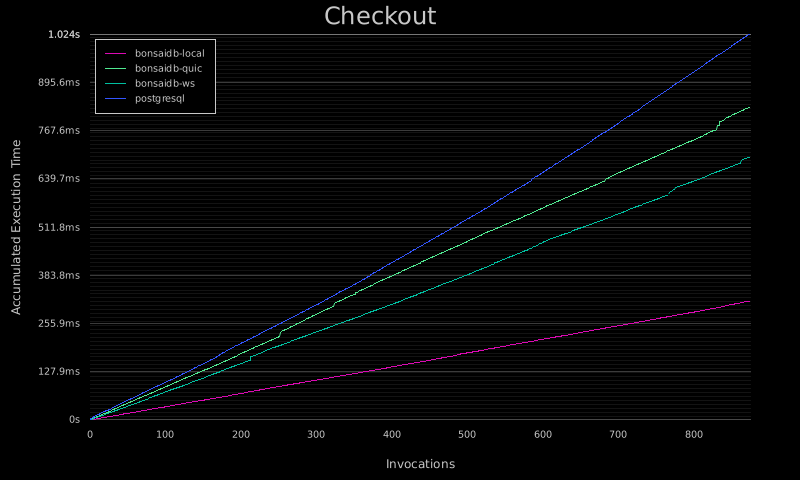 Checkout
1.024s
bonsaidb-local
bonsaidb-quic
895.6ms
bonsaidb-ws
postgresql
767.6ms
639.7ms
511.8ms
383.8ms
255.9ms
127.9ms
0s
Accumulated Execution Time
0 100 200 300 400 500 600 700 800
Invocations